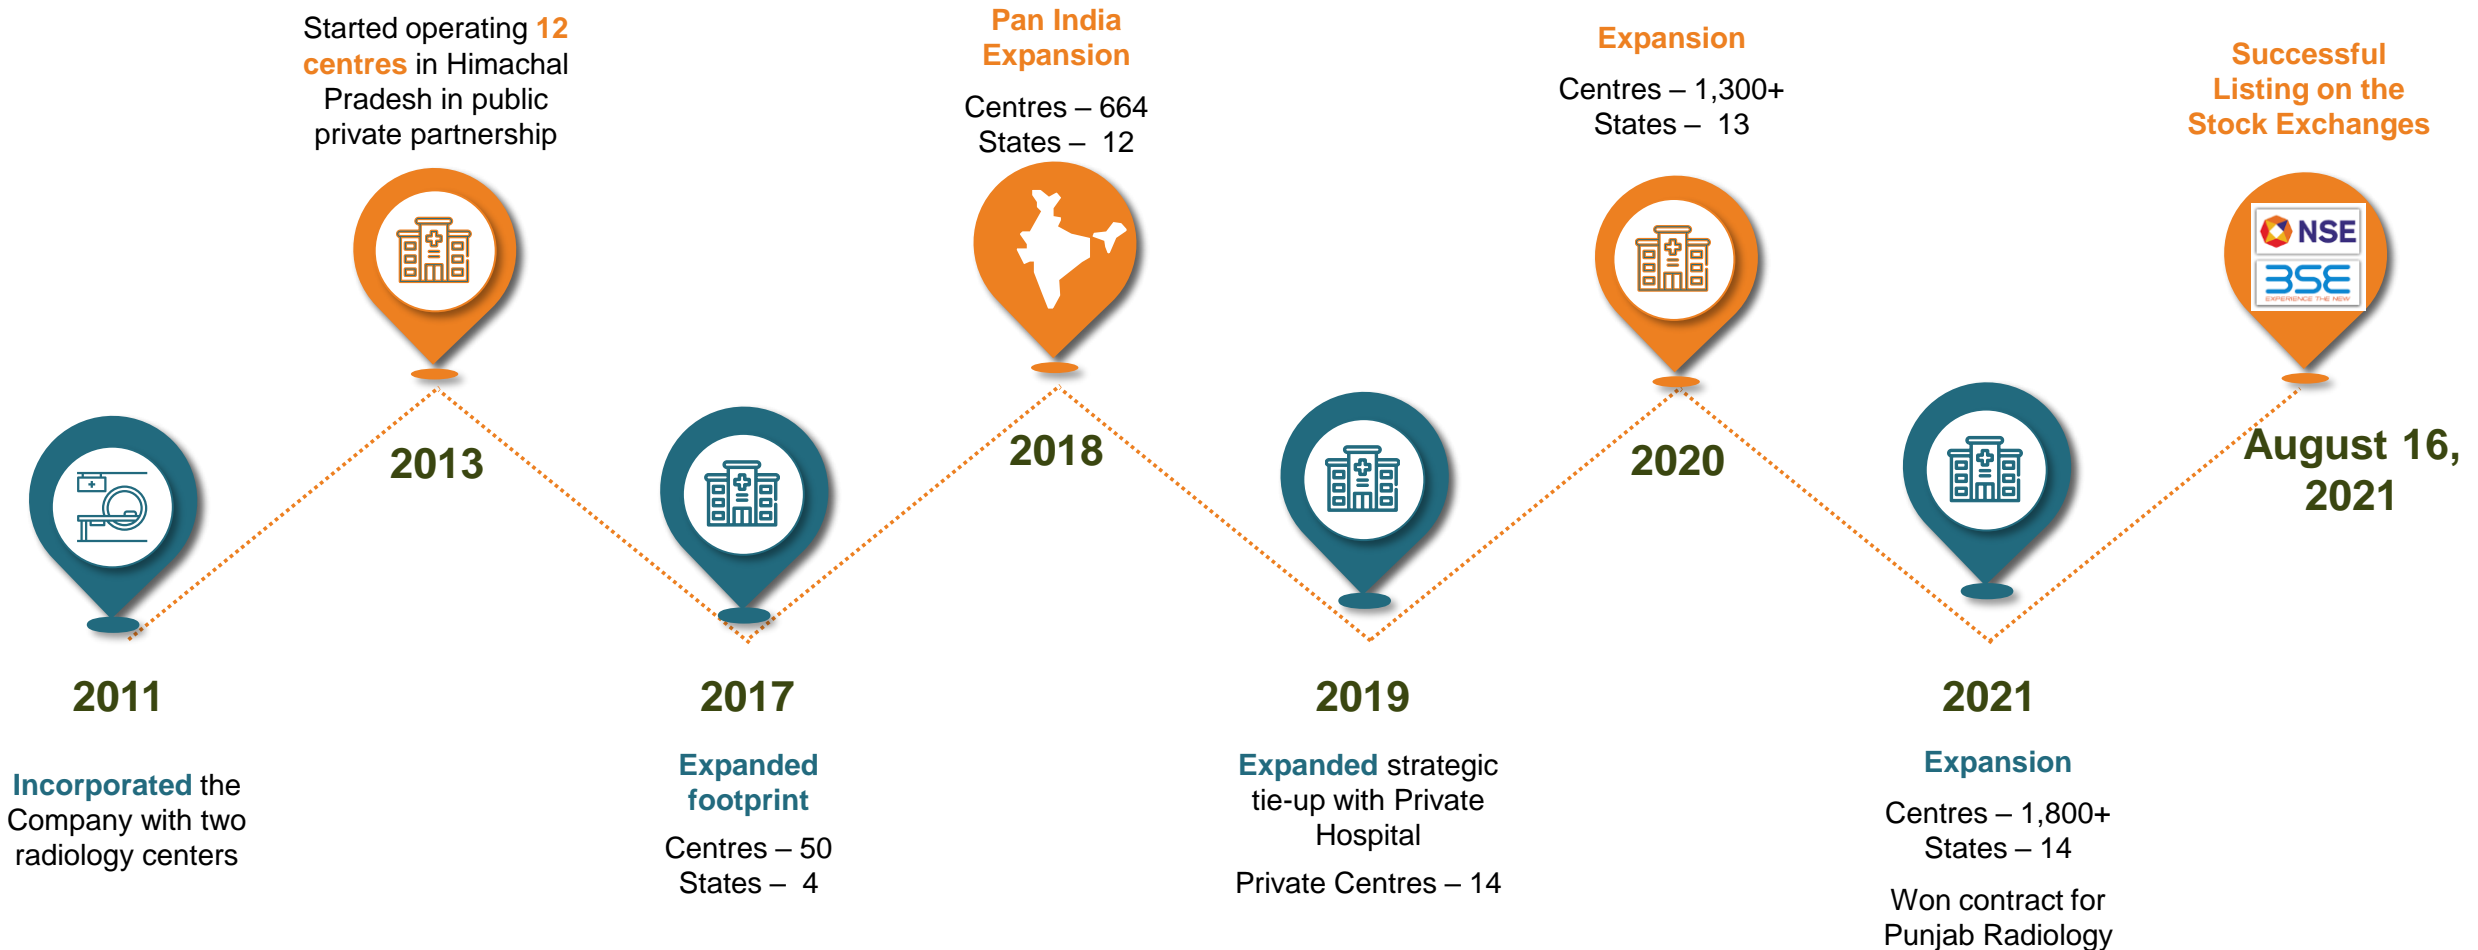 Started operating 12
centres in Himachal
Pradesh in public
private partnership
2013
Pan India
Expansion
Centres – 664
States – 12
2018
Expansion
Centres – 1,300+
States – 13
2020
Successful
Listing on the
Stock Exchanges
NSE
BSE
EXPERIENCE THE NEW
August 16,
2021
2011
Incorporated the
Company with two
radiology centers
2017
Expanded
footprint
Centres – 50
States – 4
2019
Expanded strategic
tie-up with Private
Hospital
Private Centres – 14
2021
Expansion
Centres – 1,800+
States – 14
Won contract for
Punjab Radiology